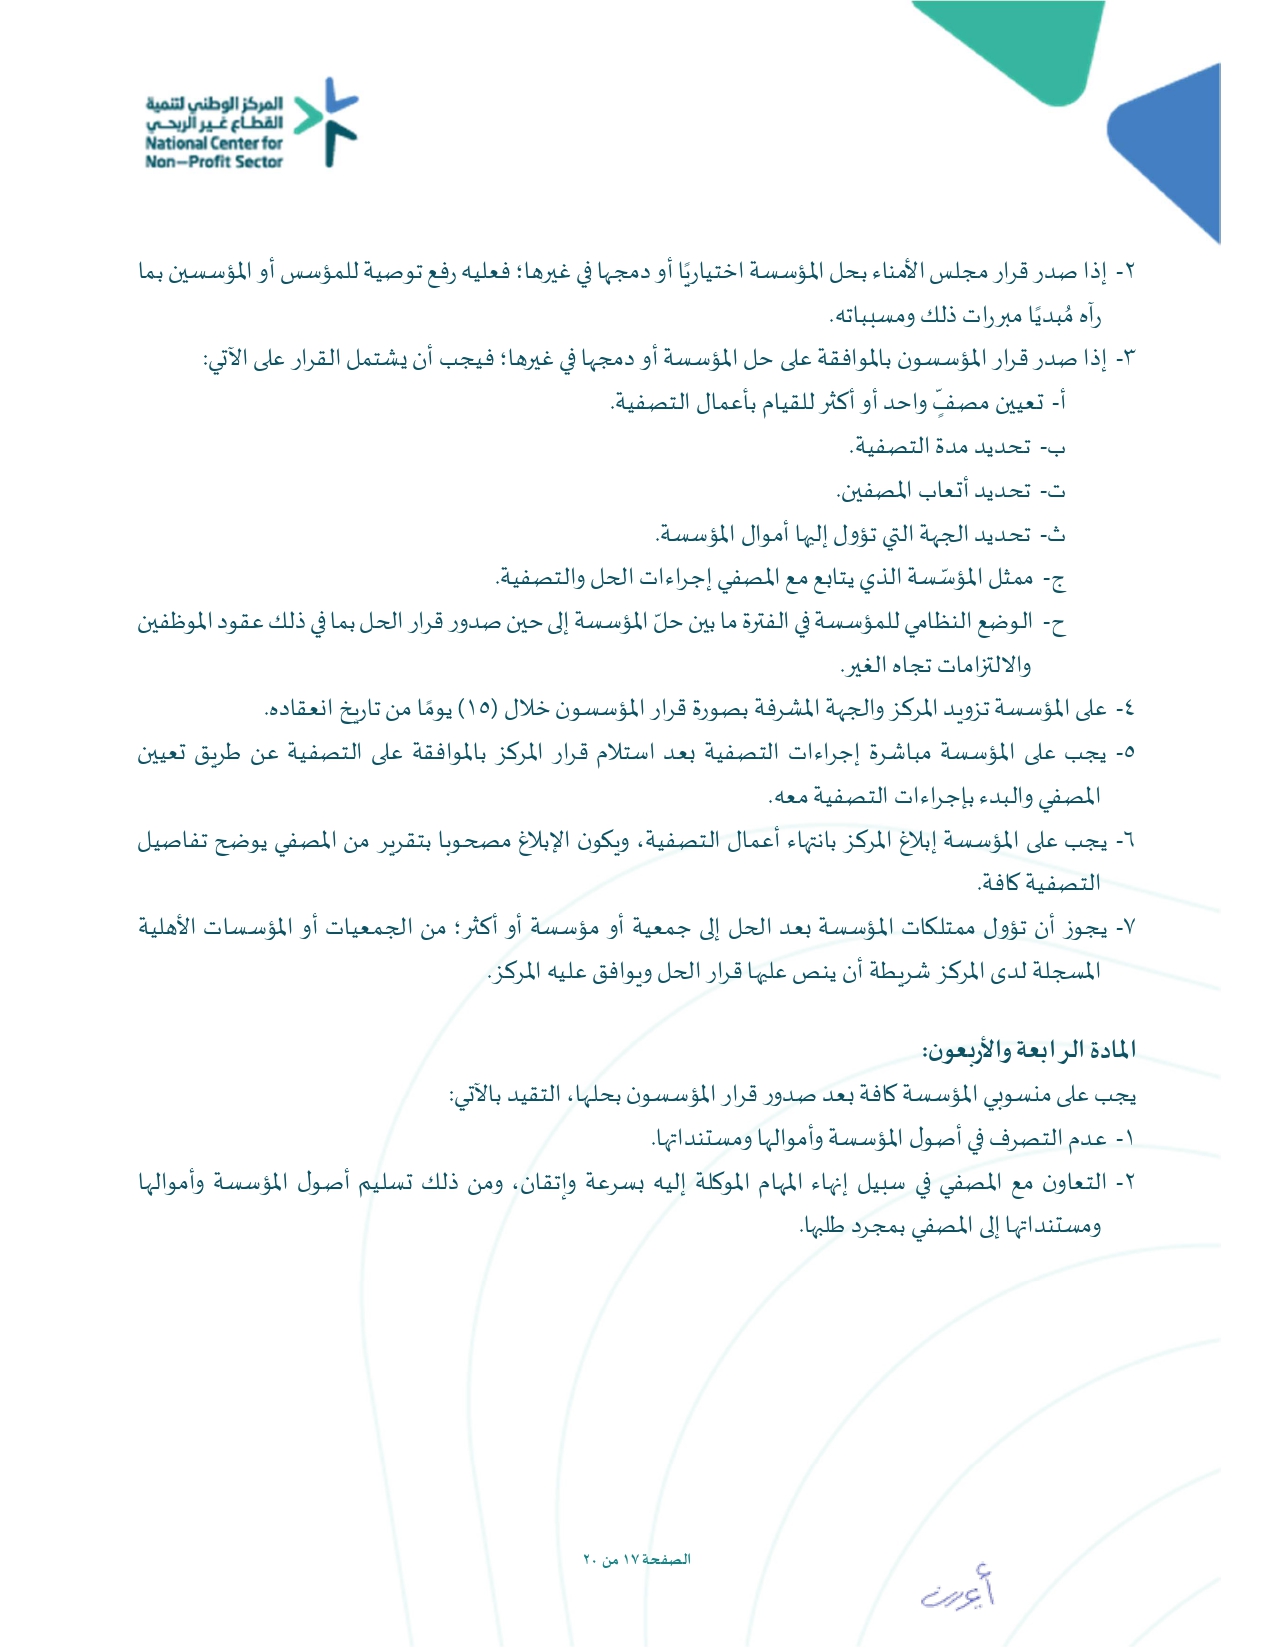 المركز الوطني لتنمية
القطاع غير الربحي
National Center for
Non-Profit Sector
٢- إذا صدر قرار مجلس الأمناء بحل المؤسسة اختياريًا أو دمجها في غيرها؛ فعليه رفع توصية للمؤسس أو المؤسسين بما
رآه مُبديًا مبررات ذلك ومسبباته.
٣- إذا صدر قرار المؤسسون بالموافقة على حل المؤسسة أو دمجها في غيرها؛ فيجب أن يشتمل القرار على الآتي:
أ- تعيين مصفٍّ واحد أو أكثر للقيام بأعمال التصفية.
ب- تحديد مدة التصفية.
ت- تحديد أتعاب المصفين.
ث- تحديد الجهة التي تؤول إليها أموال المؤسسة.
ج- ممثل المؤسّسة الذي يتابع مع المصفي إجراءات الحل والتصفية.
ح- الوضع النظامي للمؤسسة في الفترة ما بين حلّ المؤسسة إلى حين صدور قرار الحل بما في ذلك عقود الموظفين
والالتزامات تجاه الغير.
٤- على المؤسسة تزويد المركز والجهة المشرفة بصورة قرار المؤسسون خلال (١٥) يومًا من تاريخ انعقاده.
٥- يجب على المؤسسة مباشرة إجراءات التصفية بعد استلام قرار المركز بالموافقة على التصفية عن طريق تعيين
المصفي والبدء بإجراءات التصفية معه.
٦- يجب على المؤسسة إبلاغ المركز بانتهاء أعمال التصفية، ويكون الإبلاغ مصحوبا بتقرير من المصفي يوضح تفاصيل
التصفية كافة.
٧- يجوز أن تؤول ممتلكات المؤسسة بعد الحل إلى جمعية أو مؤسسة أو أكثر؛ من الجمعيات أو المؤسسات الأهلية
المسجلة لدى المركز شريطة أن ينص عليها قرار الحل ويوافق عليه المركز.
المادة الرابعة والأربعون:
يجب على منسوبي المؤسسة كافة بعد صدور قرار المؤسسون بحلها، التقيد بالآتي:
١- عدم التصرف في أصول المؤسسة وأموالها ومستنداتها.
٢- التعاون مع المصفي في سبيل إنهاء المهام الموكلة إليه بسرعة وإتقان، ومن ذلك تسليم أصول المؤسسة وأموالها
ومستنداتها إلى المصفي بمجرد طلبها.
الصفحة ١٧ من ٢٠